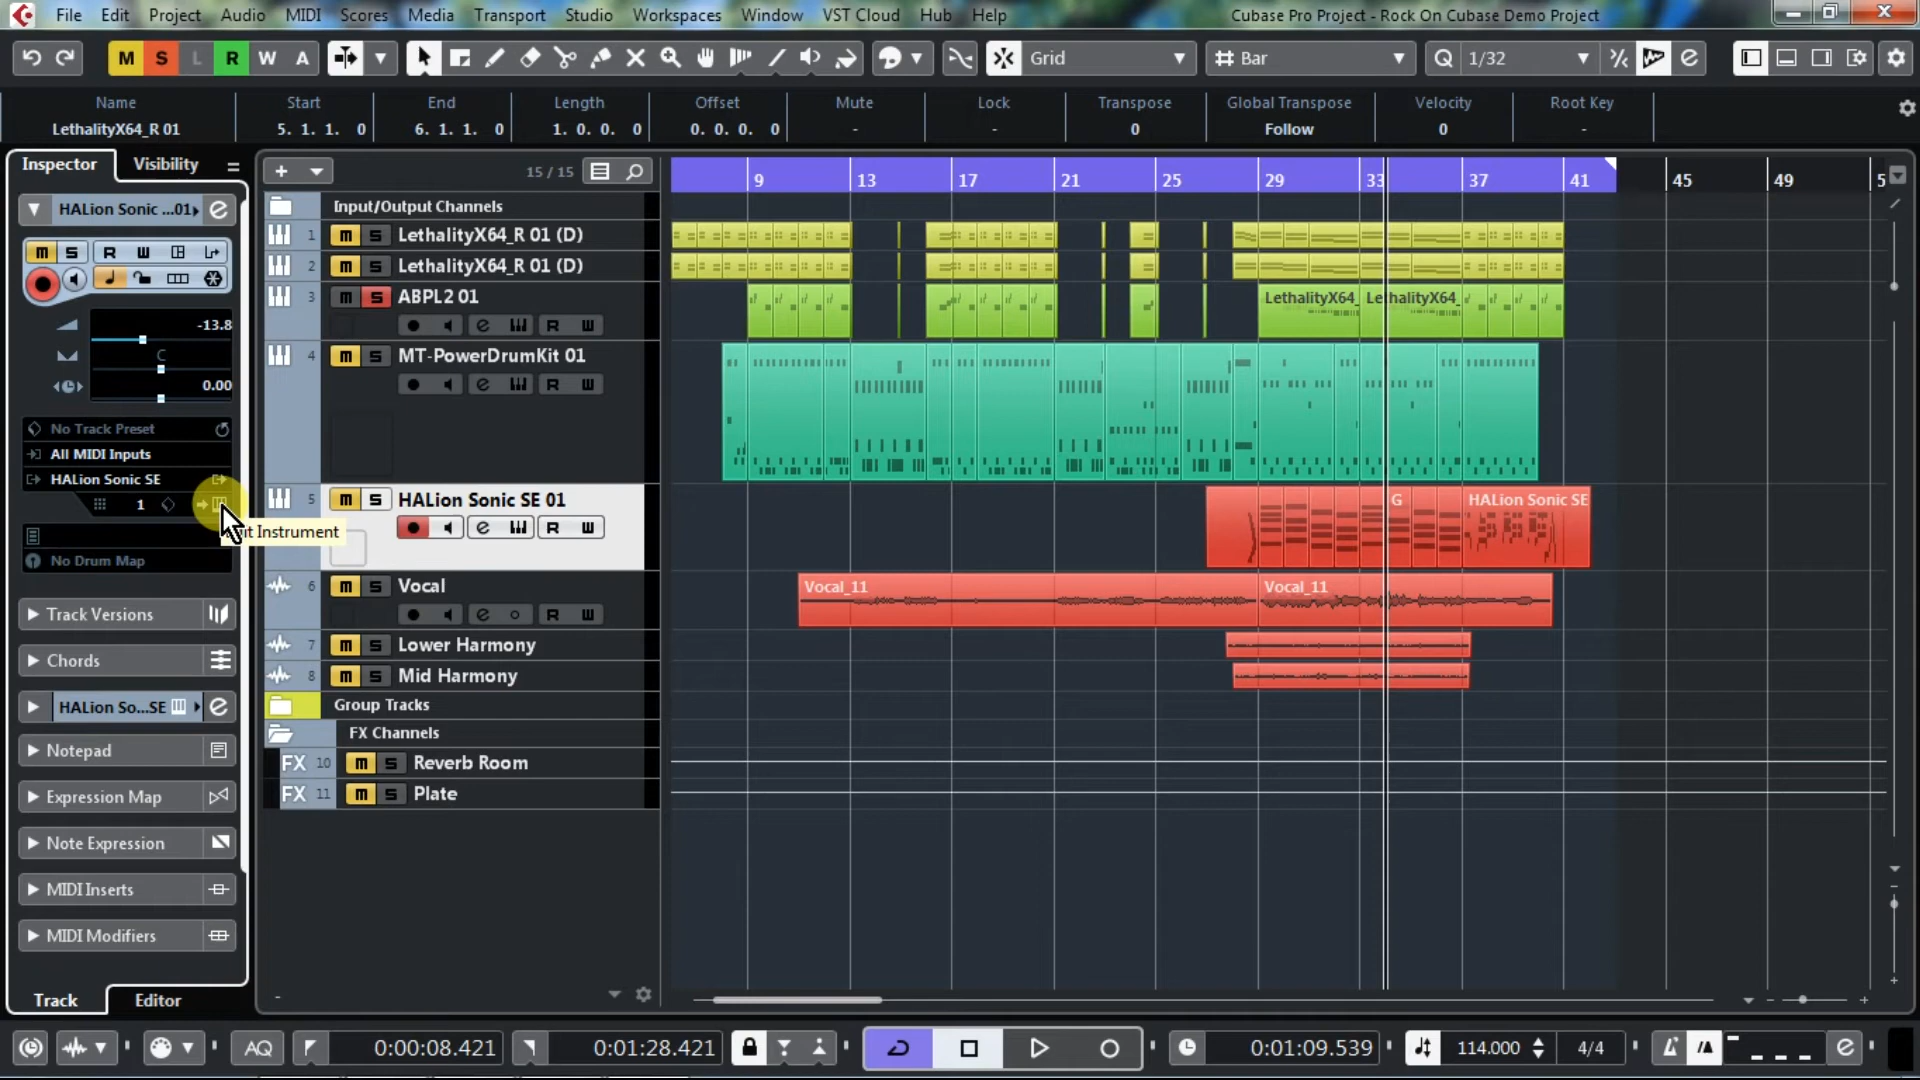 File Edit Project Audio MIDI Scores Media Transport Studio Workspaces Window VST Cloud Hub Help
Cubase Pro Project - Rock On Cubase Demo Project
M S L R W A
Grid
Bar
Q 1/32
Name Start End Length Offset Mute Lock Transpose Global Transpose Velocity Root Key
LethalityX64_R 01 5. 1. 1. 0 6. 1. 1. 0 1. 0. 0. 0 0. 0. 0. 0 - - 0 Follow 0 -
Inspector Visibility
15 / 15
9 13 17 21 25 29 33 37 41 45 49 5
HALion Sonic ...01
M S R W
-13.8
C
0.00
No Track Preset
All MIDI Inputs
HALion Sonic SE
1
No Drum Map
Track Versions
Chords
HALion So...SE
Notepad
Expression Map
Note Expression
MIDI Inserts
MIDI Modifiers
Track Editor
Instrument
Input/Output Channels
1 m S LethalityX64_R 01 (D)
2 m S LethalityX64_R 01 (D)
3 m S ABPL2 01
R W
4 m S MT-PowerDrumKit 01
R W
5 m S HALion Sonic SE 01
R W
6 m S Vocal
R W
7 m S Lower Harmony
8 m S Mid Harmony
Group Tracks
FX Channels
FX 10 m S Reverb Room
FX 11 m S Plate
LethalityX64_ LethalityX64_
G HALion Sonic SE
Vocal_11 Vocal_11
AQ 0:00:08.421 0:01:28.421 0:01:09.539 114.000 4/4